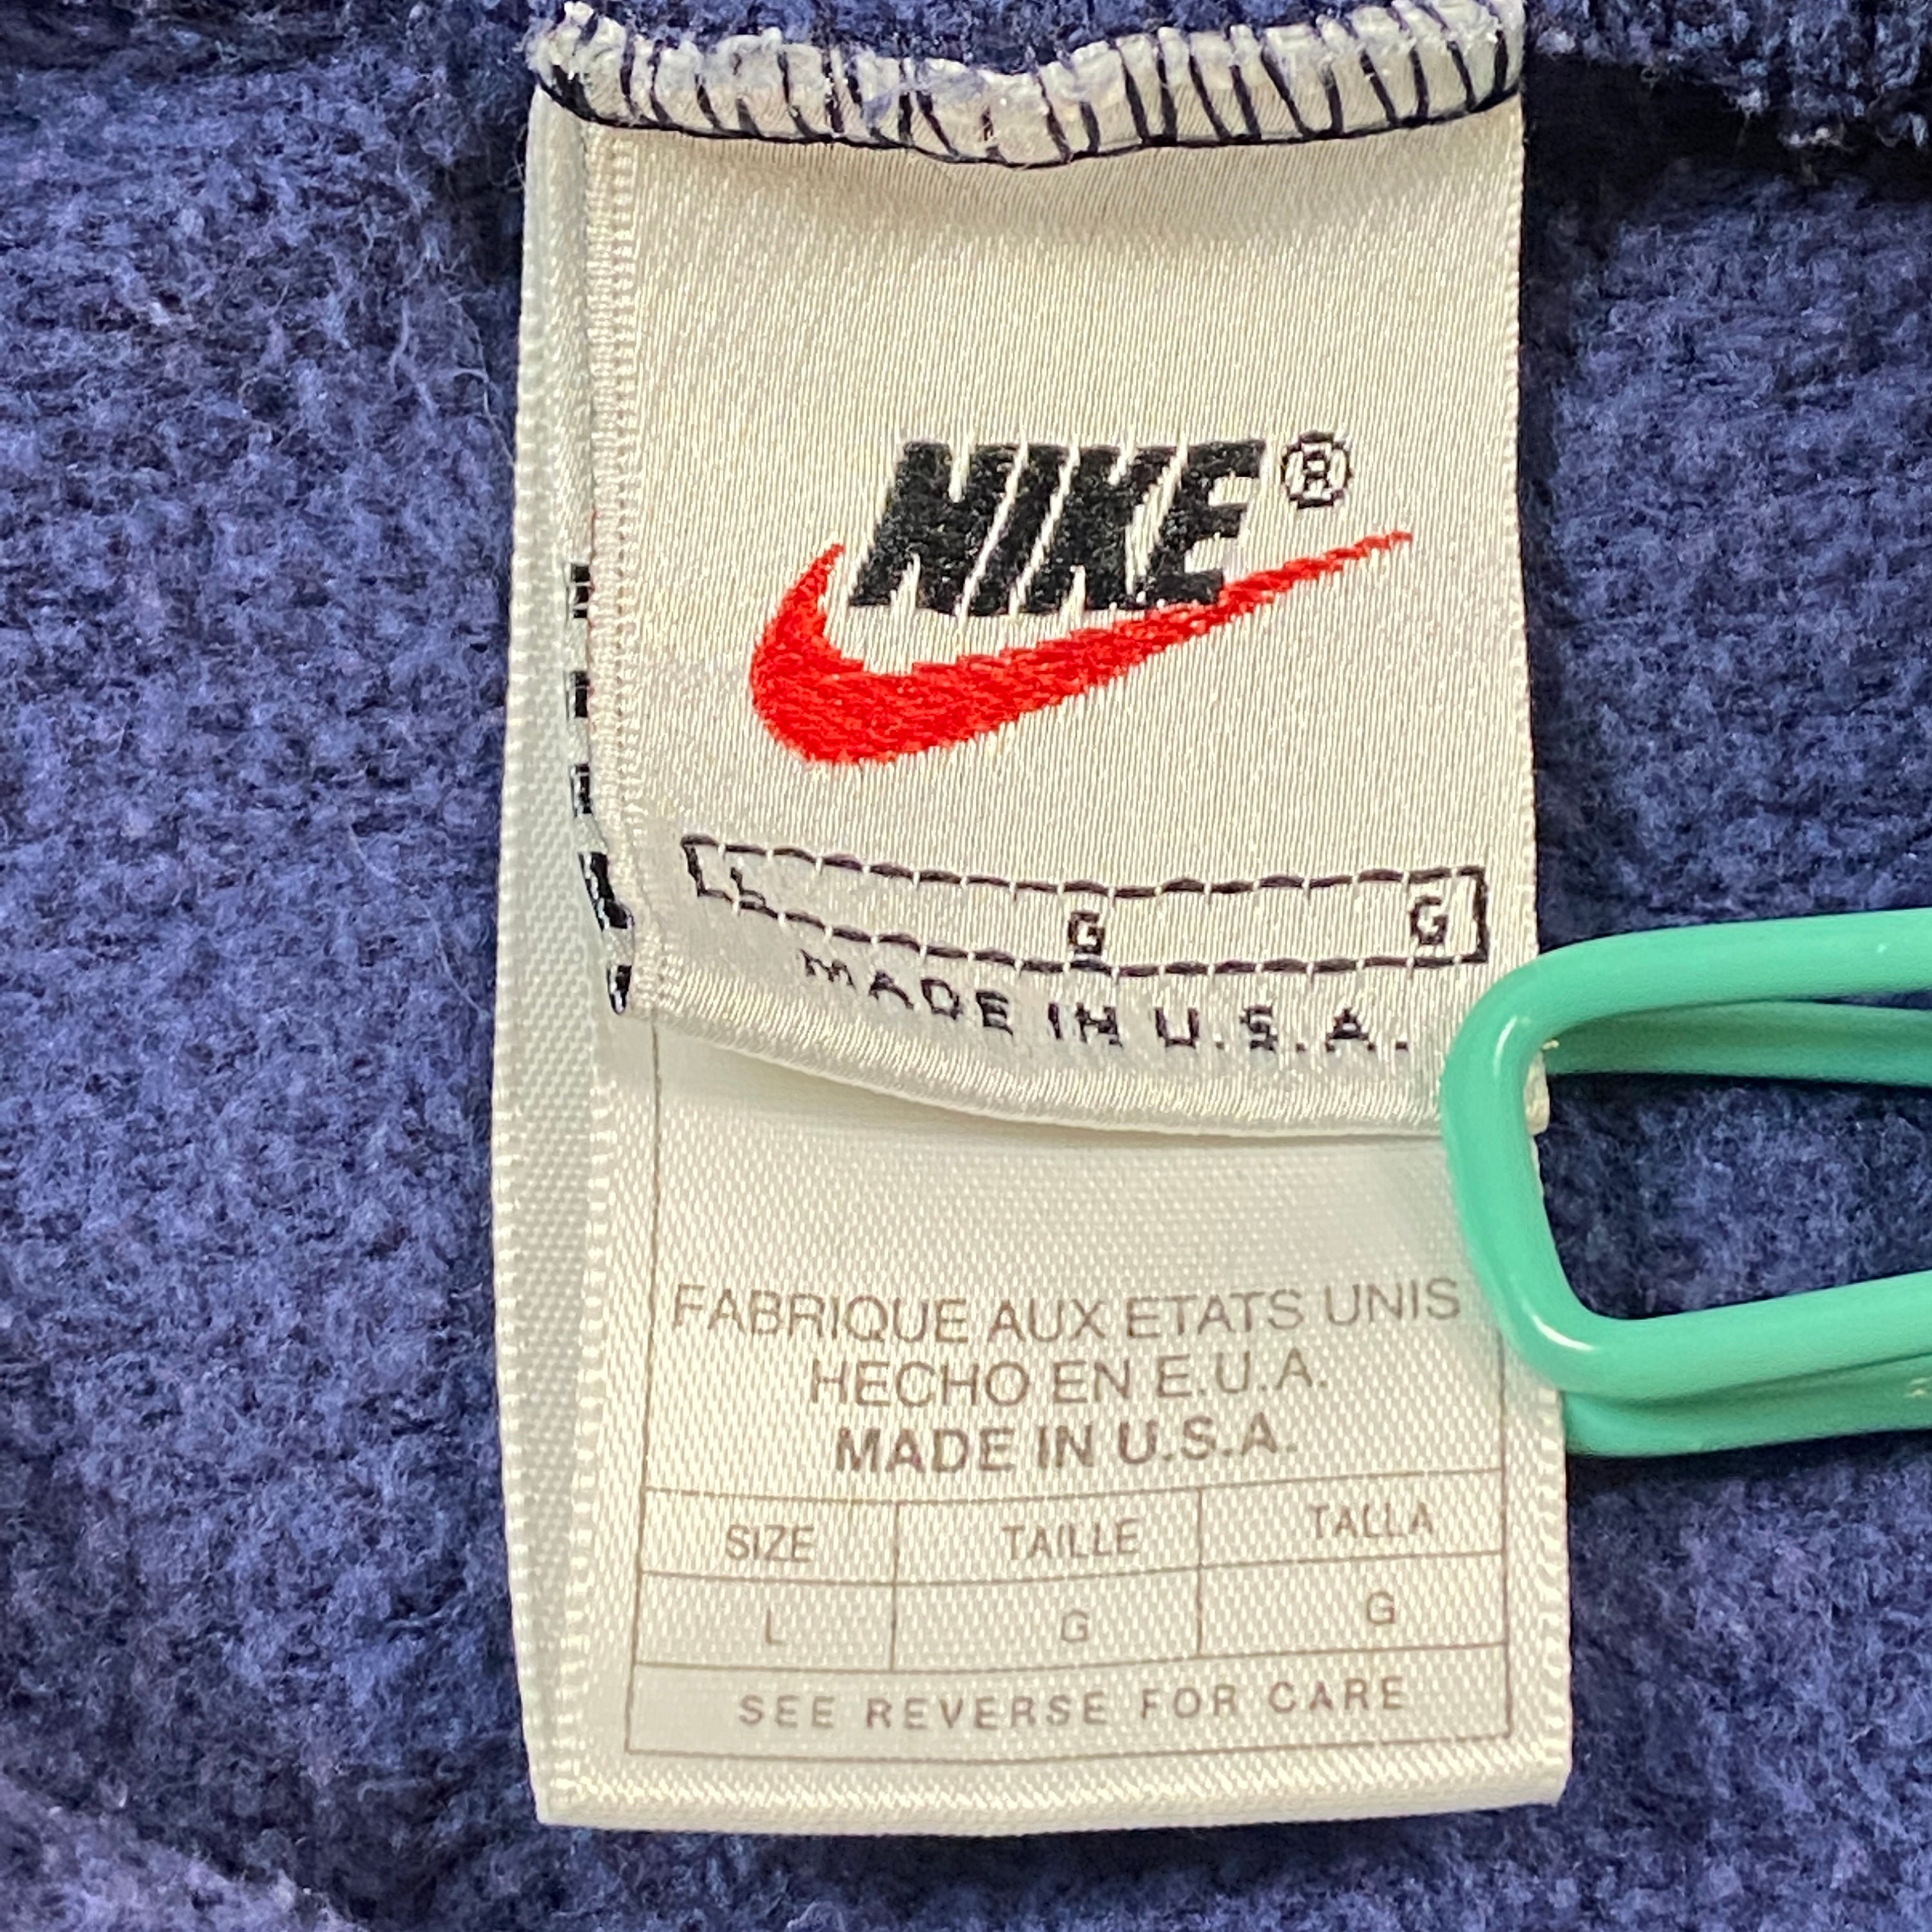 NIKE®
L G G
MADE IN U.S.A.
FABRIQUE AUX ETATS UNIS
HECHO EN E.U.A.
MADE IN U.S.A.
SIZE TAILLE TALLA
L G G
SEE REVERSE FOR CARE